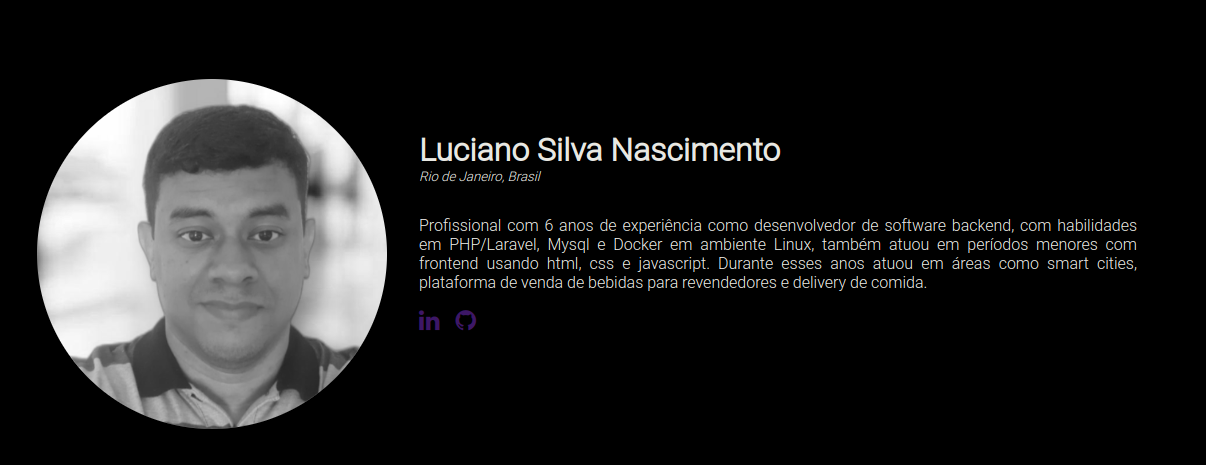 Luciano Silva Nascimento
Rio de Janeiro, Brasil
Profissional com 6 anos de experiência como desenvolvedor de software backend, com habilidades
em PHP/Laravel, Mysql e Docker em ambiente Linux, também atuou em períodos menores com
frontend usando html, css e javascript. Durante esses anos atuou em áreas como smart cities,
plataforma de venda de bebidas para revendedores e delivery de comida.
in